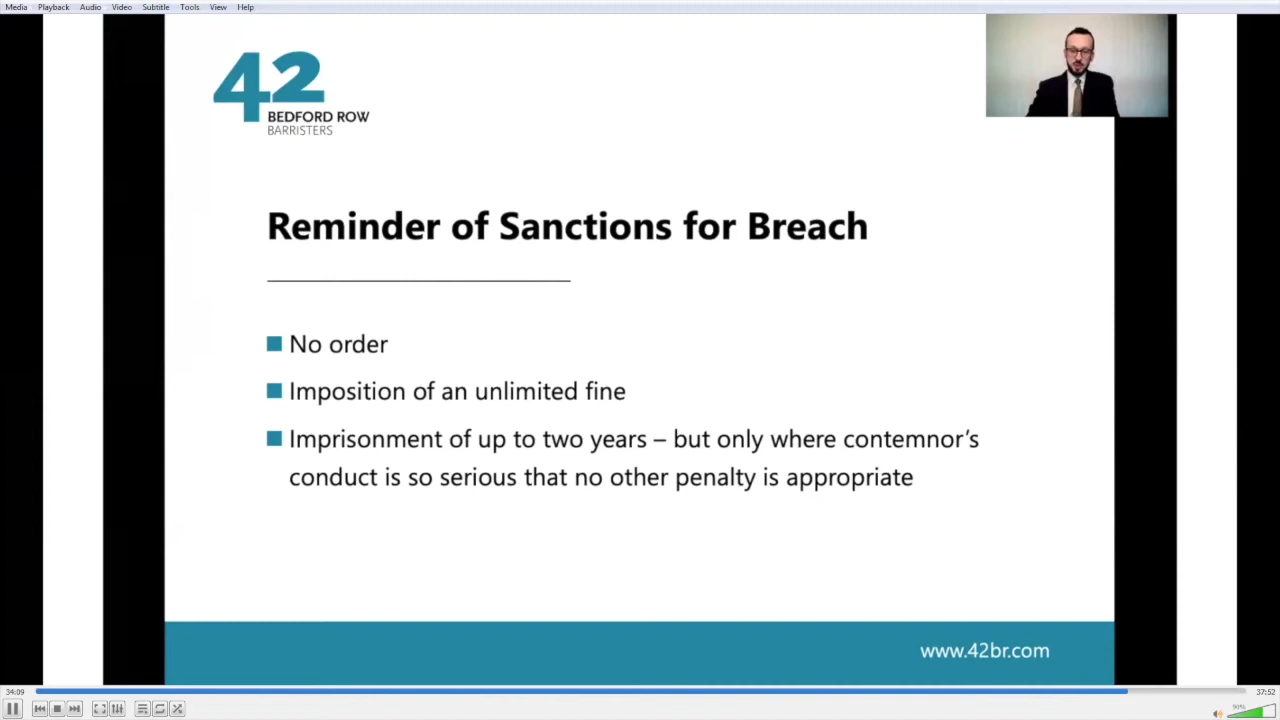 Media Playback Audio Video Subtitle Tools View Help
42
BEDFORD ROW
BARRISTERS
Reminder of Sanctions for Breach
No order
Imposition of an unlimited fine
Imprisonment of up to two years – but only where contemnor's
conduct is so serious that no other penalty is appropriate
www.42br.com
34:09
37:52
90%